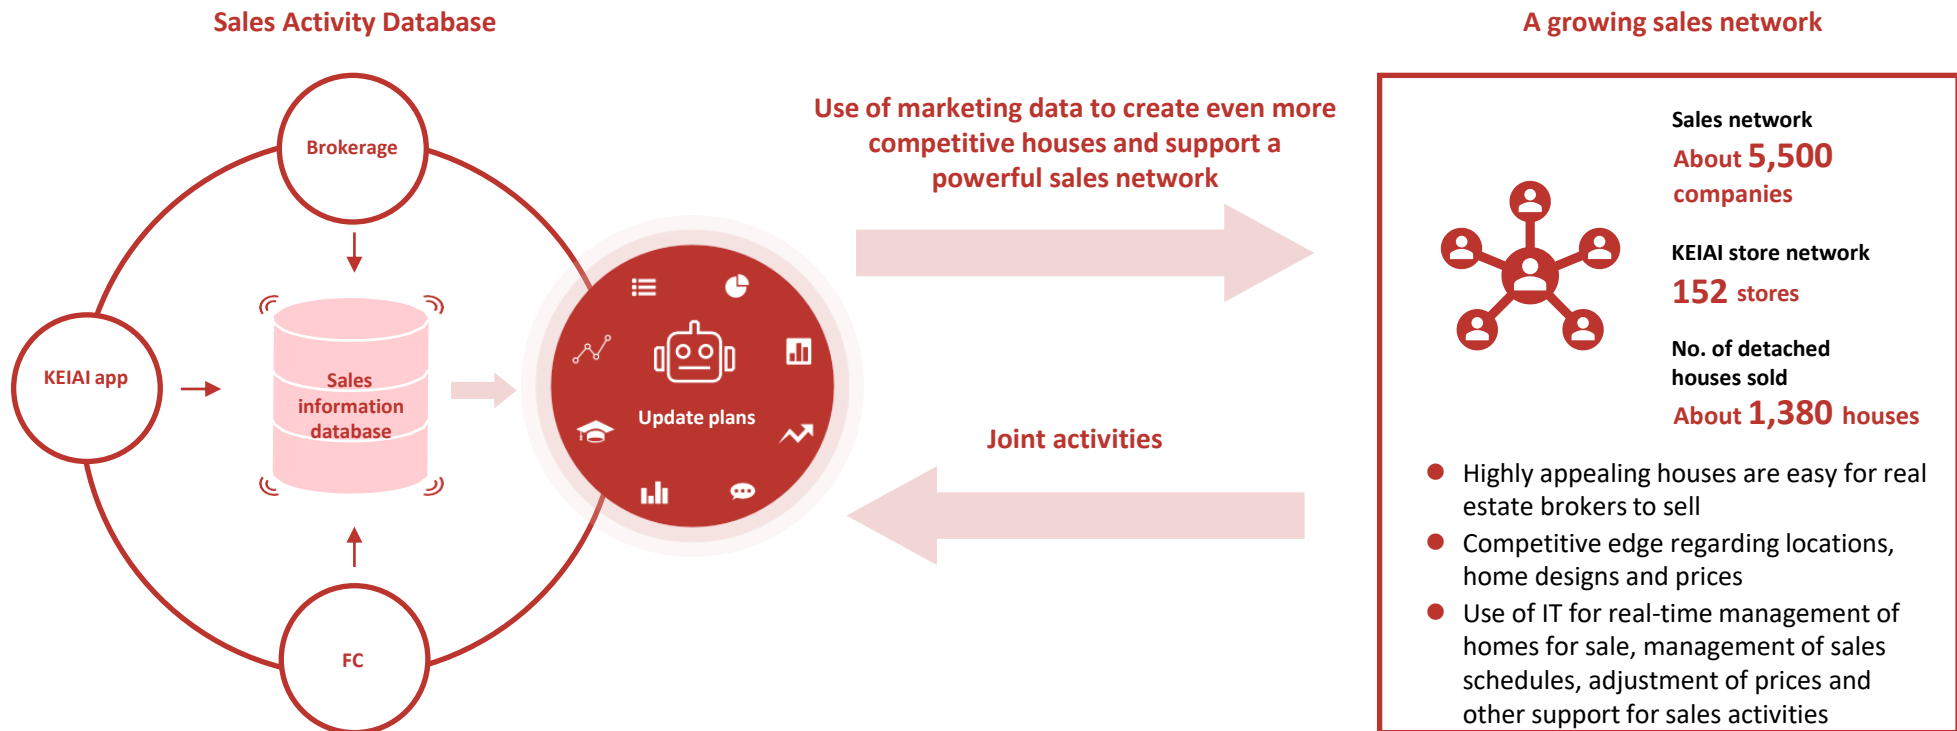 Sales Activity Database
Brokerage
KEIAI app
Sales
information
database
FC
Update plans
Use of marketing data to create even more
competitive houses and support a
powerful sales network
Joint activities
A growing sales network
Sales network
About 5,500
companies
KEIAI store network
152 stores
No. of detached
houses sold
About 1,380 houses
● Highly appealing houses are easy for real
estate brokers to sell
● Competitive edge regarding locations,
home designs and prices
● Use of IT for real-time management of
homes for sale, management of sales
schedules, adjustment of prices and
other support for sales activities